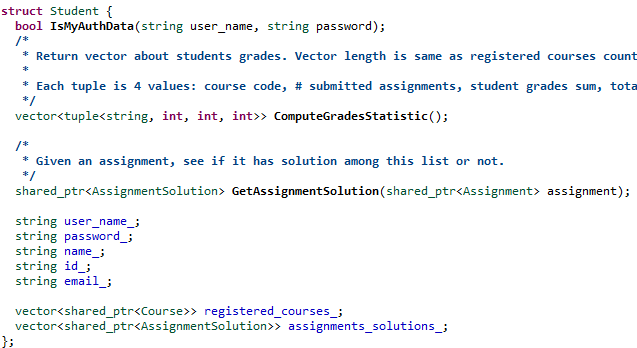 struct Student {
  bool IsMyAuthData(string user_name, string password);
  /*
   * Return vector about students grades. Vector length is same as registered courses count
   *
   * Each tuple is 4 values: course code, # submitted assignments, student grades sum, tota
   */
  vector<tuple<string, int, int, int>> ComputeGradesStatistic();

  /*
   * Given an assignment, see if it has solution among this list or not.
   */
  shared_ptr<AssignmentSolution> GetAssignmentSolution(shared_ptr<Assignment> assignment);

  string user_name_;
  string password_;
  string name_;
  string id_;
  string email_;

  vector<shared_ptr<Course>> registered_courses_;
  vector<shared_ptr<AssignmentSolution>> assignments_solutions_;
};